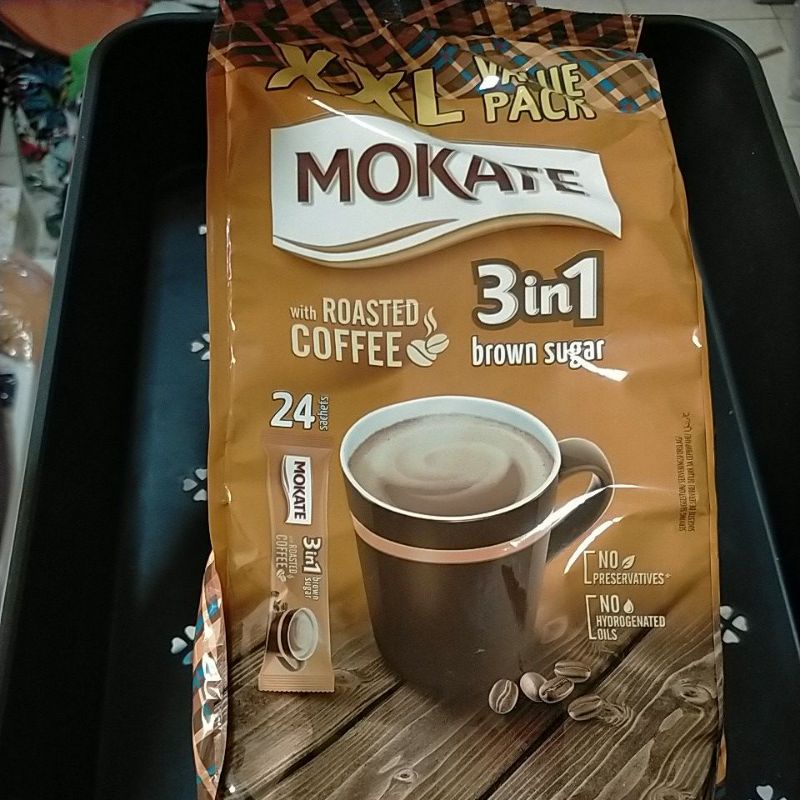 XXL VALUE
PACK
MOKATE
3in1
brown sugar
with ROASTED
COFFEE
24 sachets
MOKATE
3in1 brown sugar
with ROASTED
COFFEE
NO
PRESERVATIVES*
NO
HYDROGENATED
OILS